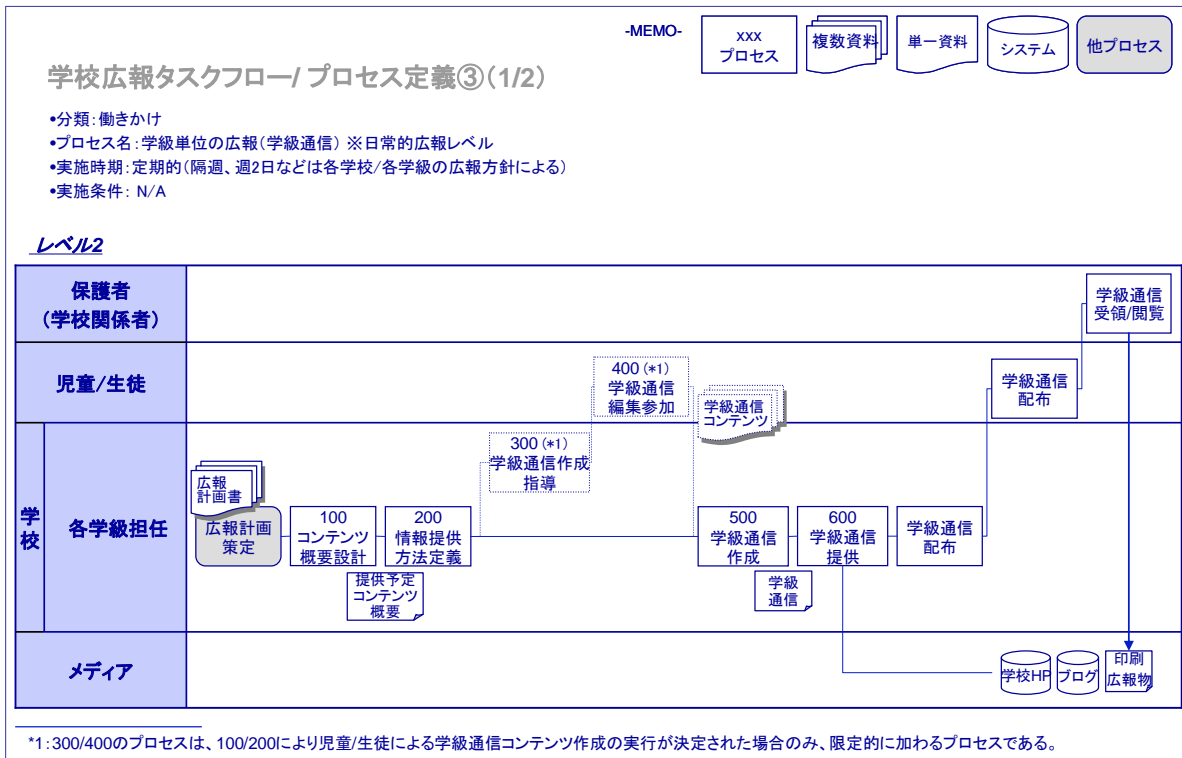 -MEMO-
xxx
プロセス
複数資料
単一資料
システム
他プロセス
学校広報タスクフロー/プロセス定義③(1/2)
•分類:働きかけ
•プロセス名:学級単位の広報(学級通信) ※日常的広報レベル
•実施時期:定期的(隔週、週2日などは各学校/各学級の広報方針による)
•実施条件: N/A
レベル2
保護者
(学校関係者)
学級通信
受領/閲覧
児童/生徒
400 (*1)
学級通信
編集参加
学級通信
コンテンツ
学級通信
配布
学校
各学級担任
300 (*1)
学級通信作成
指導
広報
計画書
広報計画
策定
100
コンテンツ
概要設計
200
情報提供
方法定義
提供予定
コンテンツ
概要
500
学級通信
作成
学級
通信
600
学級通信
提供
学級通信
配布
メディア
学校HP
ブログ
印刷
広報物
*1:300/400のプロセスは、100/200により児童/生徒による学級通信コンテンツ作成の実行が決定された場合のみ、限定的に加わるプロセスである。